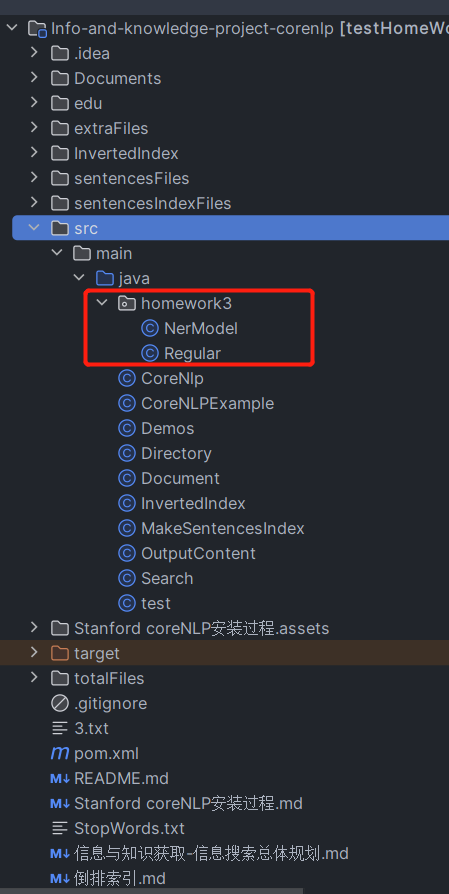 Info-and-knowledge-project-corenlp [testHomeWo
.idea
Documents
edu
extraFiles
InvertedIndex
sentencesFiles
sentencesIndexFiles
src
main
java
homework3
NerModel
Regular
CoreNlp
CoreNLPExample
Demos
Directory
Document
InvertedIndex
MakeSentencesIndex
OutputContent
Search
test
Stanford coreNLP安装过程.assets
target
totalFiles
.gitignore
3.txt
pom.xml
README.md
Stanford coreNLP安装过程.md
StopWords.txt
信息与知识获取-信息搜索总体规划.md
倒排索引.md